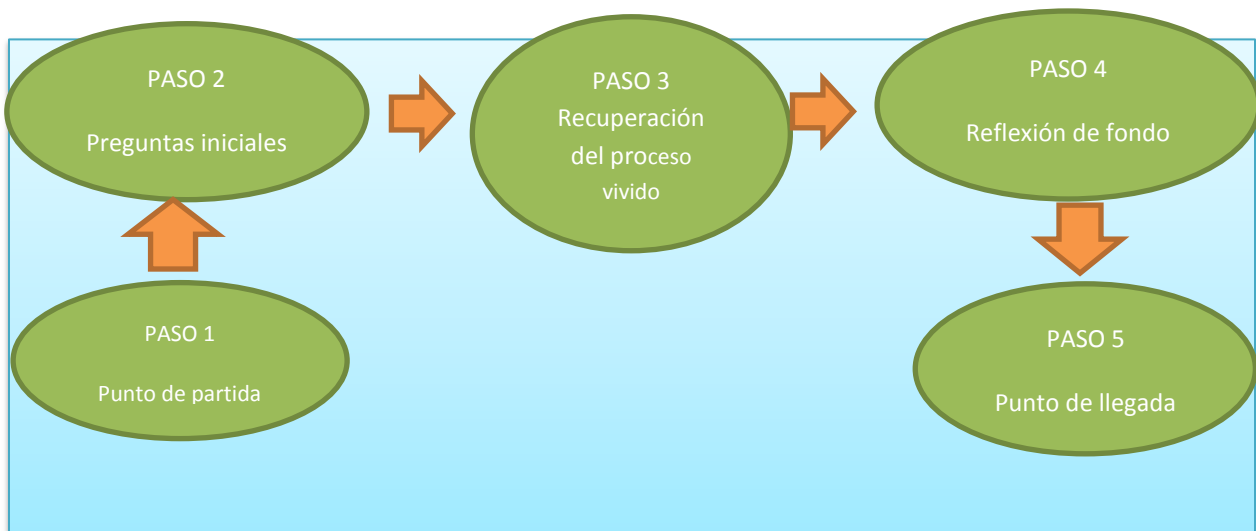 PASO 2
Preguntas iniciales
PASO 3
Recuperación
del proceso
vivido
PASO 4
Reflexión de fondo
PASO 1
Punto de partida
PASO 5
Punto de llegada